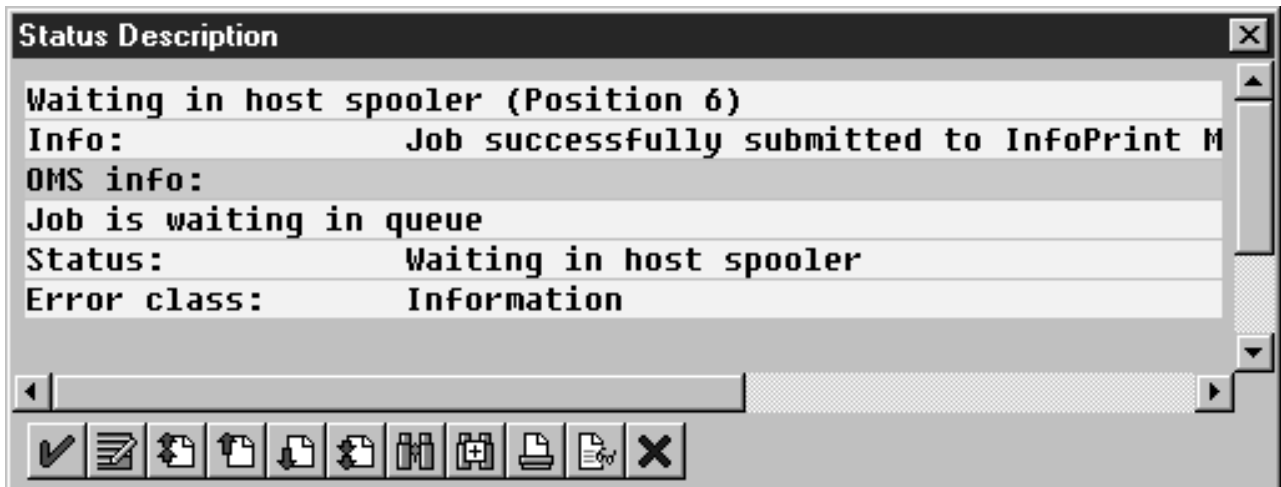 Status Description
Waiting in host spooler (Position 6)
Info: Job successfully submitted to InfoPrint M
OMS info:
Job is waiting in queue
Status: Waiting in host spooler
Error class: Information